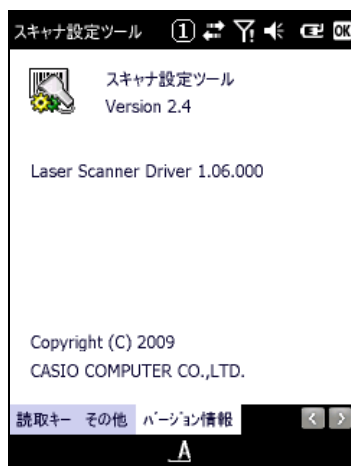 スキャナ設定ツール 1 OK
スキャナ設定ツール
Version 2.4
Laser Scanner Driver 1.06.000
Copyright (C) 2009
CASIO COMPUTER CO.,LTD.
読取キー その他 バージョン情報
A